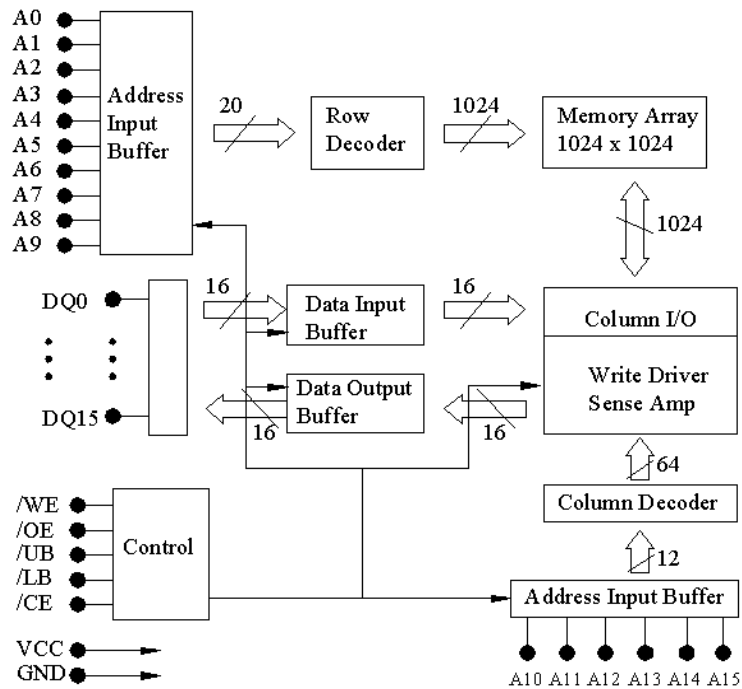 A0
A1
A2
A3
A4
A5
A6
A7
A8
A9
Address
Input
Buffer
20
Row
Decoder
1024
Memory Array
1024 x 1024
1024
DQ0
DQ15
16
Data Input
Buffer
16
Column I/O
Write Driver
Sense Amp
16
Data Output
Buffer
16
64
Column Decoder
12
Address Input Buffer
A10
A11
A12
A13
A14
A15
/WE
/OE
/UB
/LB
/CE
Control
VCC
GND